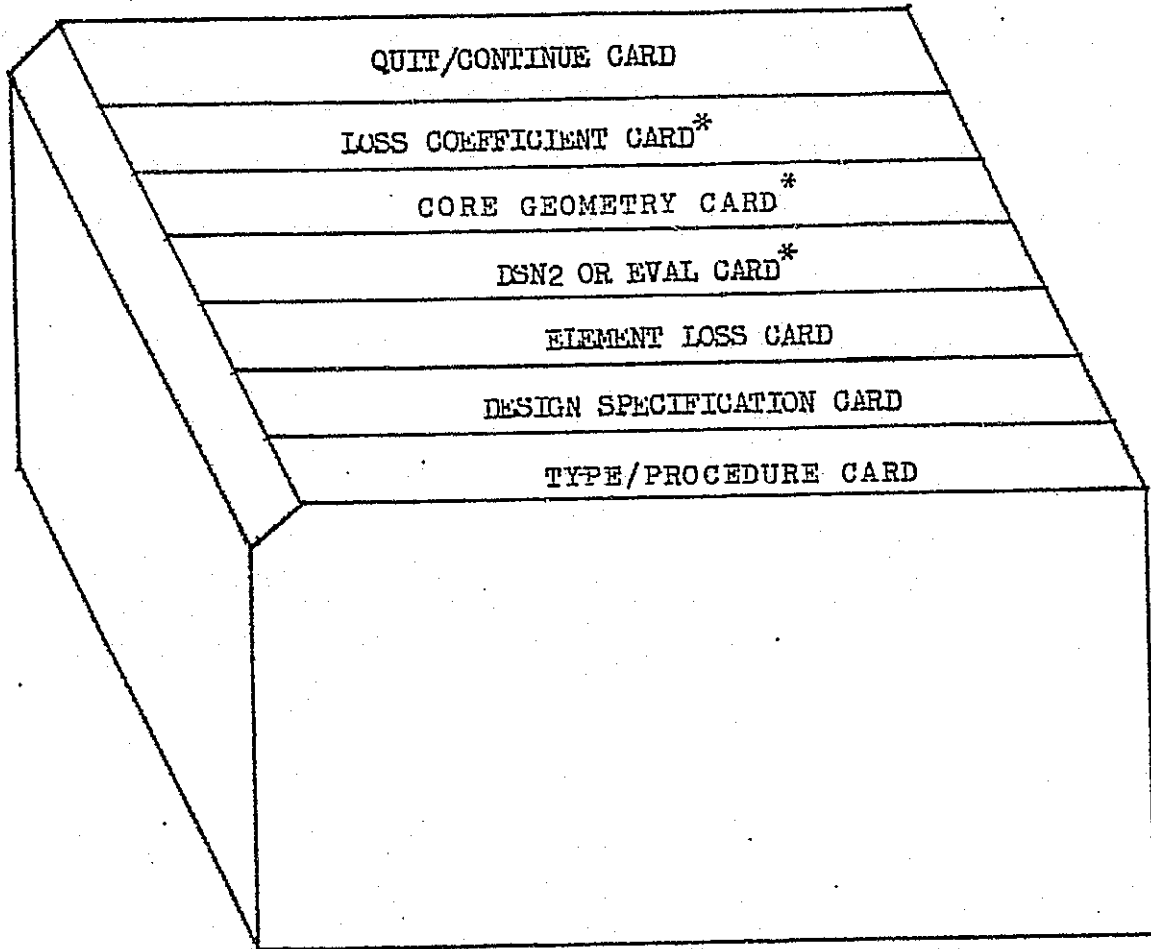 QUIT/CONTINUE CARD
LOSS COEFFICIENT CARD*
CORE GEOMETRY CARD*
DSN2 OR EVAL CARD*
ELEMENT LOSS CARD
DESIGN SPECIFICATION CARD
TYPE/PROCEDURE CARD